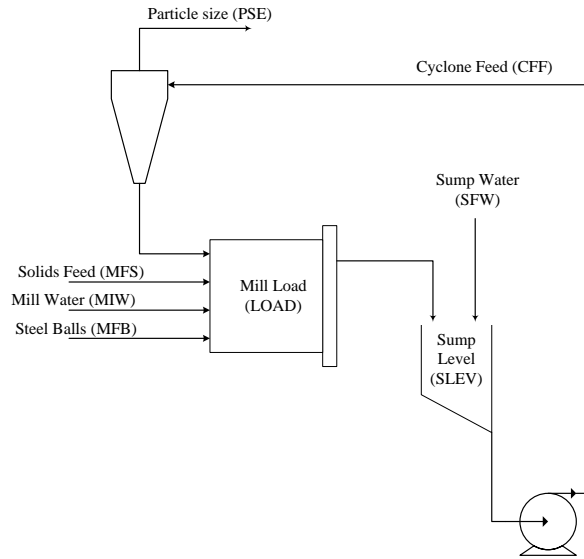 Particle size (PSE)
Cyclone Feed (CFF)
Sump Water
(SFW)
Solids Feed (MFS)
Mill Water (MIW)
Steel Balls (MFB)
Mill Load
(LOAD)
Sump
Level
(SLEV)